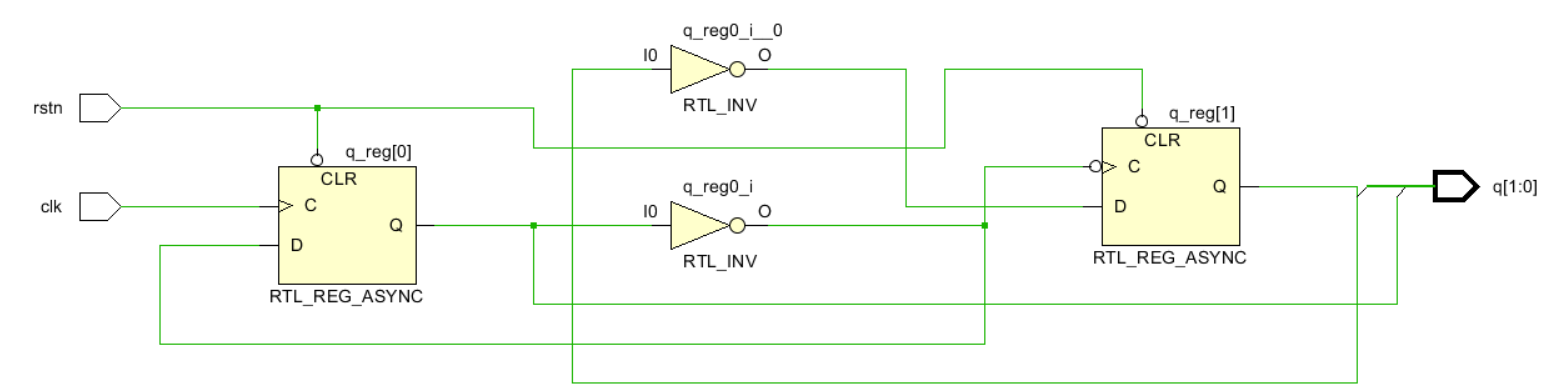 q_reg0_i__0
I0
O
RTL_INV
rstn
q_reg[0]
CLR
C
D
Q
RTL_REG_ASYNC
clk
q_reg0_i
I0
O
RTL_INV
q_reg[1]
CLR
C
D
Q
RTL_REG_ASYNC
q[1:0]